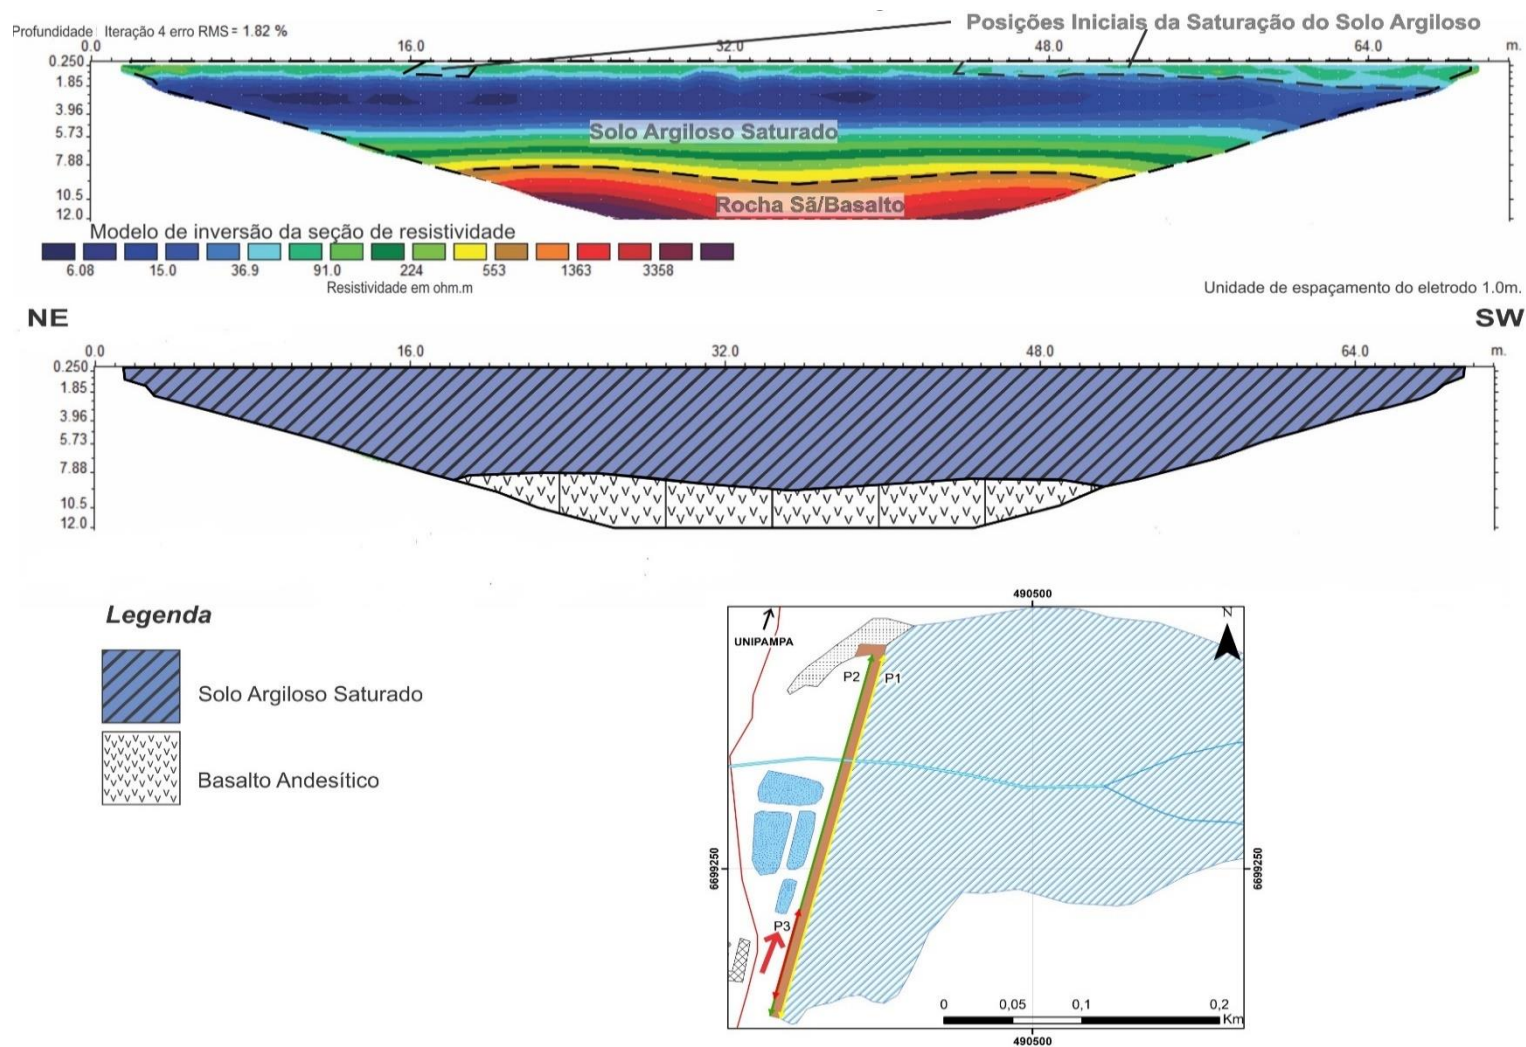 Posições Iniciais da Saturação do Solo Argiloso
Profundidade Iteração 4 erro RMS = 1.82 %
0.0 16.0 32.0 48.0 64.0 m.
0.250
1.85
3.96
5.73
7.88
10.5
12.0
Solo Argiloso Saturado
Rocha Sã/Basalto
Modelo de inversão da seção de resistividade
6.08 15.0 36.9 91.0 224 553 1363 3358
Resistividade em ohm.m
Unidade de espaçamento do eletrodo 1.0m.
NE SW
0.0 16.0 32.0 48.0 64.0 m.
0.250
1.85
3.96
5.73
7.88
10.5
12.0
Legenda
Solo Argiloso Saturado
Basalto Andesítico
490500
N
UNIPAMPA
P2 P1
6699250 6699250
P3
0 0,05 0,1 0,2
Km
490500